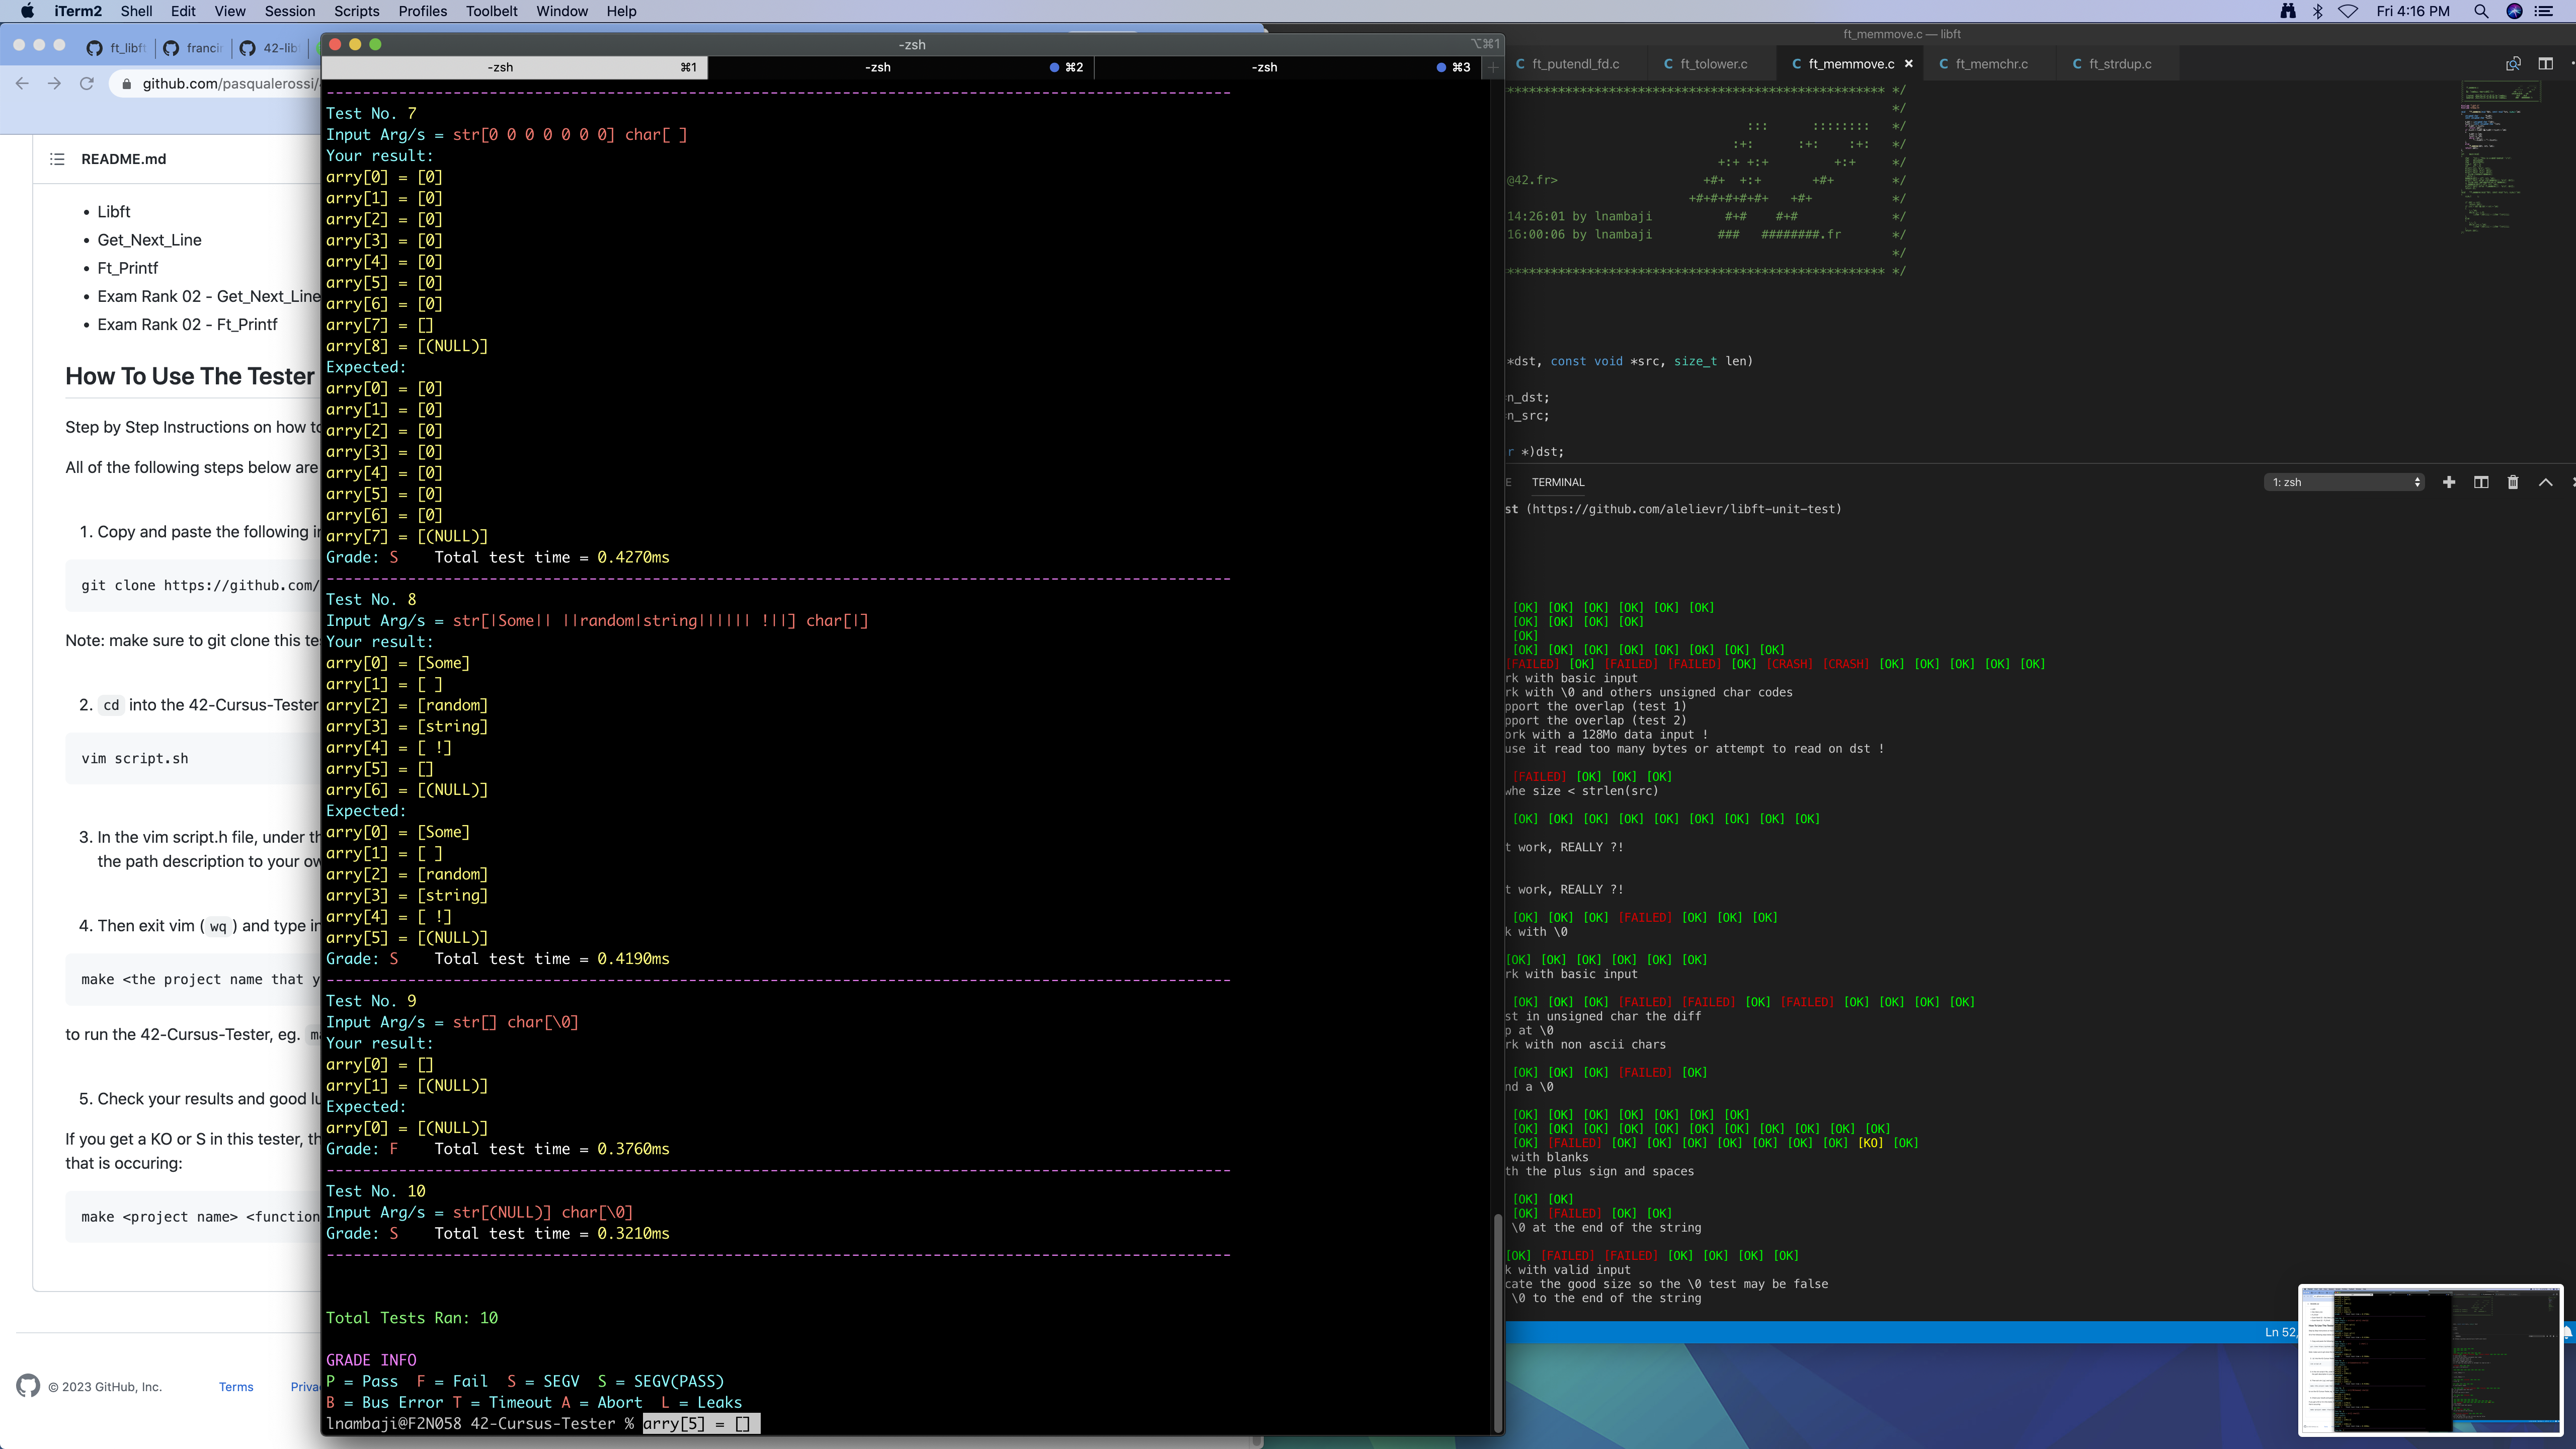 iTerm2 Shell Edit View Session Scripts Profiles Toolbelt Window Help Fri 4:16 PM
ft_libft francin 42-lib
github.com/pasqualerossi/
README.md
• Libft
• Get_Next_Line
• Ft_Printf
• Exam Rank 02 - Get_Next_Line
• Exam Rank 02 - Ft_Printf
How To Use The Tester
Step by Step Instructions on how to
All of the following steps below are
1. Copy and paste the following in
git clone https://github.com/
Note: make sure to git clone this tes
2. cd into the 42-Cursus-Tester
vim script.sh
3. In the vim script.h file, under th
the path description to your ow
4. Then exit vim (wq) and type in
make <the project name that y
to run the 42-Cursus-Tester, eg. ma
5. Check your results and good lu
If you get a KO or S in this tester, th
that is occuring:
make <project name> <function
© 2023 GitHub, Inc. Terms Priva
-zsh ⌥⌘1
-zsh ⌘1 -zsh ⌘2 -zsh ⌘3
--------------------------------------------------------------------------------------------------
Test No. 7
Input Arg/s = str[0 0 0 0 0 0 0] char[ ]
Your result:
arry[0] = [0]
arry[1] = [0]
arry[2] = [0]
arry[3] = [0]
arry[4] = [0]
arry[5] = [0]
arry[6] = [0]
arry[7] = []
arry[8] = [(NULL)]
Expected:
arry[0] = [0]
arry[1] = [0]
arry[2] = [0]
arry[3] = [0]
arry[4] = [0]
arry[5] = [0]
arry[6] = [0]
arry[7] = [(NULL)]
Grade: S    Total test time = 0.4270ms
--------------------------------------------------------------------------------------------------
Test No. 8
Input Arg/s = str[|Some|| ||random|string|||||| !||] char[|]
Your result:
arry[0] = [Some]
arry[1] = [ ]
arry[2] = [random]
arry[3] = [string]
arry[4] = [ !]
arry[5] = []
arry[6] = [(NULL)]
Expected:
arry[0] = [Some]
arry[1] = [ ]
arry[2] = [random]
arry[3] = [string]
arry[4] = [ !]
arry[5] = [(NULL)]
Grade: S    Total test time = 0.4190ms
--------------------------------------------------------------------------------------------------
Test No. 9
Input Arg/s = str[] char[\0]
Your result:
arry[0] = []
arry[1] = [(NULL)]
Expected:
arry[0] = [(NULL)]
Grade: F    Total test time = 0.3760ms
--------------------------------------------------------------------------------------------------
Test No. 10
Input Arg/s = str[(NULL)] char[\0]
Grade: S    Total test time = 0.3210ms
--------------------------------------------------------------------------------------------------
Total Tests Ran: 10
GRADE INFO
P = Pass  F = Fail  S = SEGV  S = SEGV(PASS)
B = Bus Error T = Timeout A = Abort  L = Leaks
lnambaji@F2N058 42-Cursus-Tester % arry[5] = []
ft_memmove.c — libft
C ft_putendl_fd.c C ft_tolower.c C ft_memmove.c × C ft_memchr.c C ft_strdup.c
**************************************************** */
*/
:::      ::::::::   */
:+:      :+:    :+:   */
+:+ +:+         +:+     */
@42.fr> +#+  +:+       +#+        */
+#+#+#+#+#+   +#+           */
14:26:01 by lnambaji          #+#    #+#             */
16:00:06 by lnambaji         ###   ########.fr       */
*/
**************************************************** */
*dst, const void *src, size_t len)
n_dst;
n_src;
r *)dst;
E TERMINAL 1: zsh
st (https://github.com/alelievr/libft-unit-test)
[OK] [OK] [OK] [OK] [OK] [OK]
[OK] [OK] [OK] [OK]
[OK]
[OK] [OK] [OK] [OK] [OK] [OK] [OK] [OK]
[FAILED] [OK] [FAILED] [FAILED] [OK] [CRASH] [CRASH] [OK] [OK] [OK] [OK] [OK]
rk with basic input
rk with \0 and others unsigned char codes
pport the overlap (test 1)
pport the overlap (test 2)
ork with a 128Mo data input !
use it read too many bytes or attempt to read on dst !
[FAILED] [OK] [OK] [OK]
whe size < strlen(src)
[OK] [OK] [OK] [OK] [OK] [OK] [OK] [OK] [OK]
t work, REALLY ?!
t work, REALLY ?!
[OK] [OK] [OK] [FAILED] [OK] [OK] [OK]
k with \0
[OK] [OK] [OK] [OK] [OK] [OK]
rk with basic input
[OK] [OK] [OK] [FAILED] [FAILED] [OK] [FAILED] [OK] [OK] [OK] [OK]
st in unsigned char the diff
p at \0
rk with non ascii chars
[OK] [OK] [OK] [FAILED] [OK]
nd a \0
[OK] [OK] [OK] [OK] [OK] [OK] [OK]
[OK] [OK] [OK] [OK] [OK] [OK] [OK] [OK] [OK] [OK] [OK]
[OK] [FAILED] [OK] [OK] [OK] [OK] [OK] [OK] [OK] [KO] [OK]
with blanks
th the plus sign and spaces
[OK] [OK]
[OK] [FAILED] [OK] [OK]
\0 at the end of the string
[OK] [FAILED] [FAILED] [OK] [OK] [OK] [OK]
k with valid input
cate the good size so the \0 test may be false
\0 to the end of the string
Ln 52,